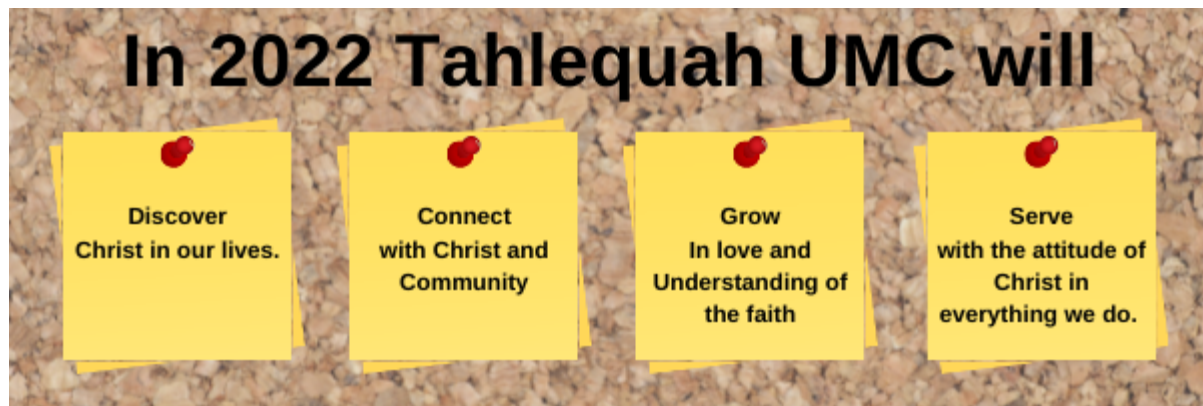 In 2022 Tahlequah UMC will
Discover
Christ in our lives.
Connect
with Christ and
Community
Grow
In love and
Understanding of
the faith
Serve
with the attitude of
Christ in
everything we do.